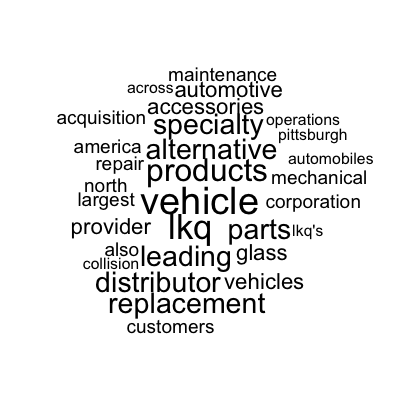 maintenance
across automotive
accessories
acquisition specialty operations
pittsburgh
america alternative automobiles
repair products mechanical
north
largest vehicle corporation
provider lkq parts lkq's
also leading glass
collision
distributor vehicles
replacement
customers